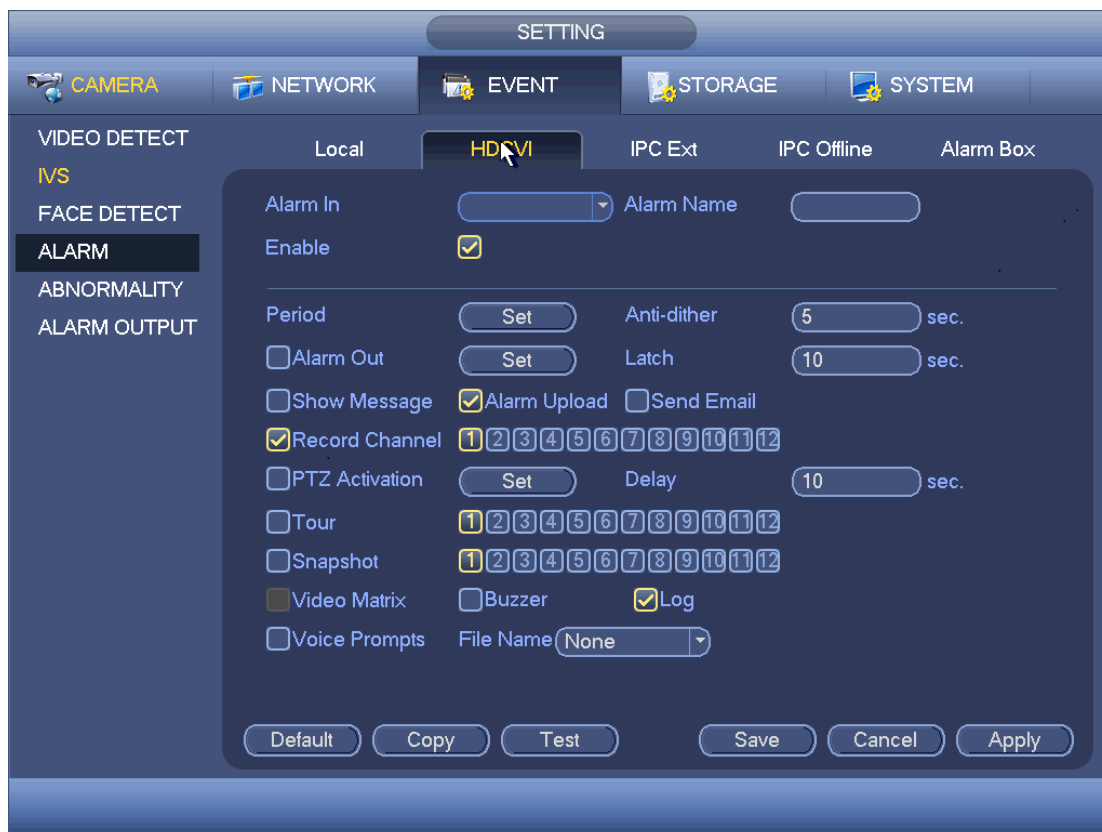 SETTING
CAMERA NETWORK EVENT STORAGE SYSTEM
VIDEO DETECT
IVS
FACE DETECT
ALARM
ABNORMALITY
ALARM OUTPUT
Local HDCVI IPC Ext IPC Offline Alarm Box
Alarm In Alarm Name
Enable
Period Set Anti-dither 5 sec.
Alarm Out Set Latch 10 sec.
Show Message Alarm Upload Send Email
Record Channel 1 2 3 4 5 6 7 8 9 10 11 12
PTZ Activation Set Delay 10 sec.
Tour 1 2 3 4 5 6 7 8 9 10 11 12
Snapshot 1 2 3 4 5 6 7 8 9 10 11 12
Video Matrix Buzzer Log
Voice Prompts File Name None
Default Copy Test Save Cancel Apply